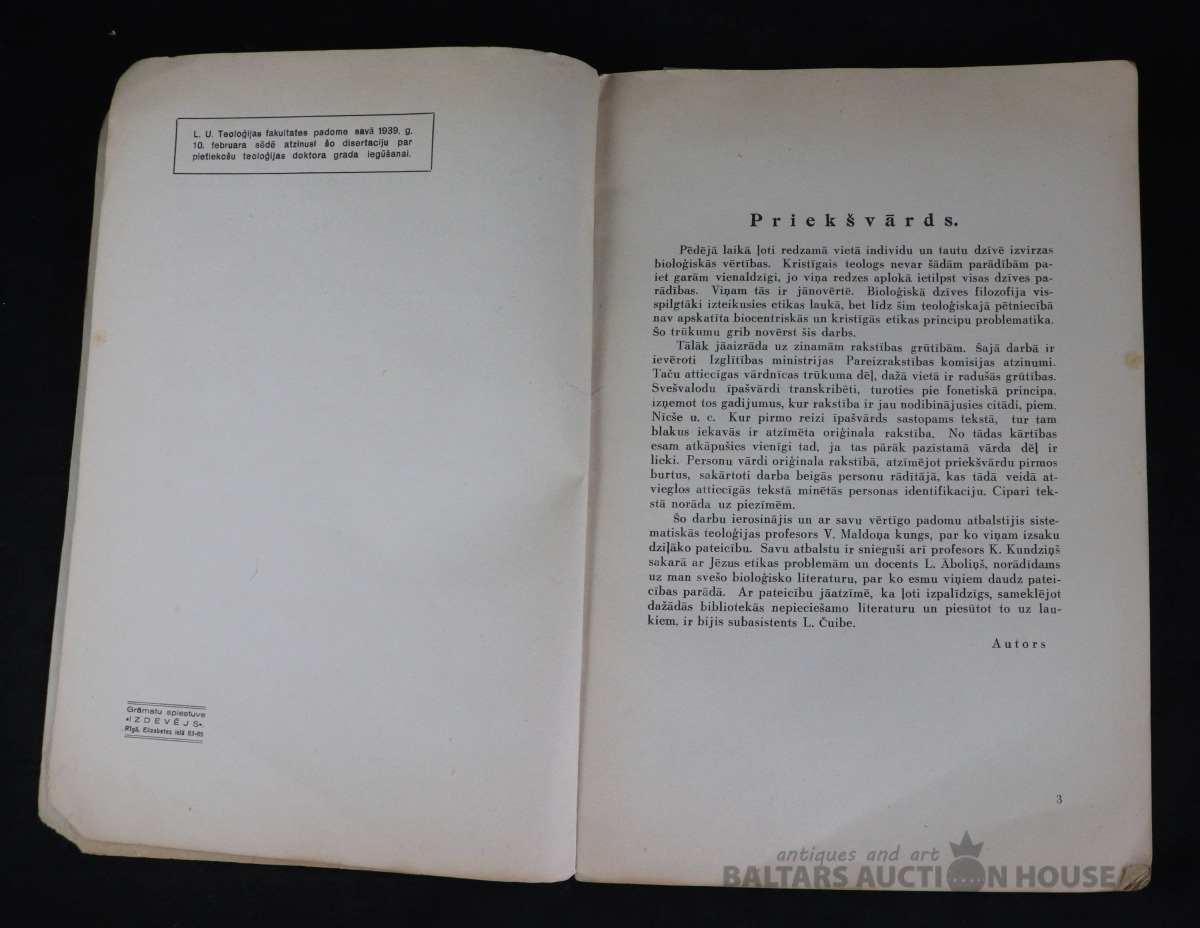 L. U. Teoloģijas fakultates padome savā 1939. g.
10. februara sēdē atzinusi šo disertaciju par
pietiekošu teoloģijas doktora grada iegūšanai.
Grāmatu spiestuve
«IZDEVĒJS».
Rīgā, Elizabetes ielā 83-85
Priekšvārds.
Pēdējā laikā ļoti redzamā vietā individu un tautu dzīvē izvirzas
bioloģiskās vērtības. Kristīgais teologs nevar šādām parādībām pa-
iet garām vienaldzīgi, jo viņa redzes aplokā ietilpst visas dzīves pa-
rādības. Viņam tās ir jānovērtē. Bioloģiskā dzīves filozofija vis-
spilgtāki izteikusies etikas laukā, bet līdz šim teoloģiskajā pētniecībā
nav apskatīta biocentriskās un kristīgās etikas principu problematika.
Šo trūkumu grib novērst šis darbs.
Tālāk jāaizrāda uz zinamām rakstības grūtībām. Šajā darbā ir
ievēroti Izglītības ministrijas Pareizrakstības komisijas atzinumi.
Taču attiecīgas vārdnīcas trūkuma dēļ, dažā vietā ir radušās grūtības.
Svešvalodu īpašvārdi transkribēti, turoties pie fonetiskā principa,
izņemot tos gadijumus, kur rakstība ir jau nodibinājusies citādi, piem.
Nīcše u. c. Kur pirmo reizi īpašvārds sastopams tekstā, tur tam
blakus iekavās ir atzīmēta oriģinala rakstība. No tādas kārtības
esam atkāpušies vienīgi tad, ja tas pārāk pazīstamā vārda dēļ ir
lieki. Personu vārdi oriģinala rakstībā, atzīmējot priekšvārdu pirmos
burtus, sakārtoti darba beigās personu rādītājā, kas tādā veidā at-
vieglos attiecīgās tekstā minētās personas identifikaciju. Cipari tek-
stā norāda uz piezīmēm.
Šo darbu ierosinājis un ar savu vērtīgo padomu atbalstījis siste-
matiskās teoloģijas profesors V. Maldoņa kungs, par ko viņam izsaku
dziļāko pateicību. Savu atbalstu ir snieguši arī profesors K. Kundziņš
sakarā ar Jēzus etikas problemām un docents L. Āboliņš, norādīdams
uz man svešo bioloģisko literaturu, par ko esmu viņiem daudz patei-
cības parādā. Ar pateicību jāatzīmē, ka ļoti izpalīdzīgs, sameklējot
dažādās bibliotekās nepieciešamo literaturu un piesūtot to uz lau-
kiem, ir bijis subasistents L. Čuibe.
Autors
3
antiques and art
BALTARS AUCTION HOUSE